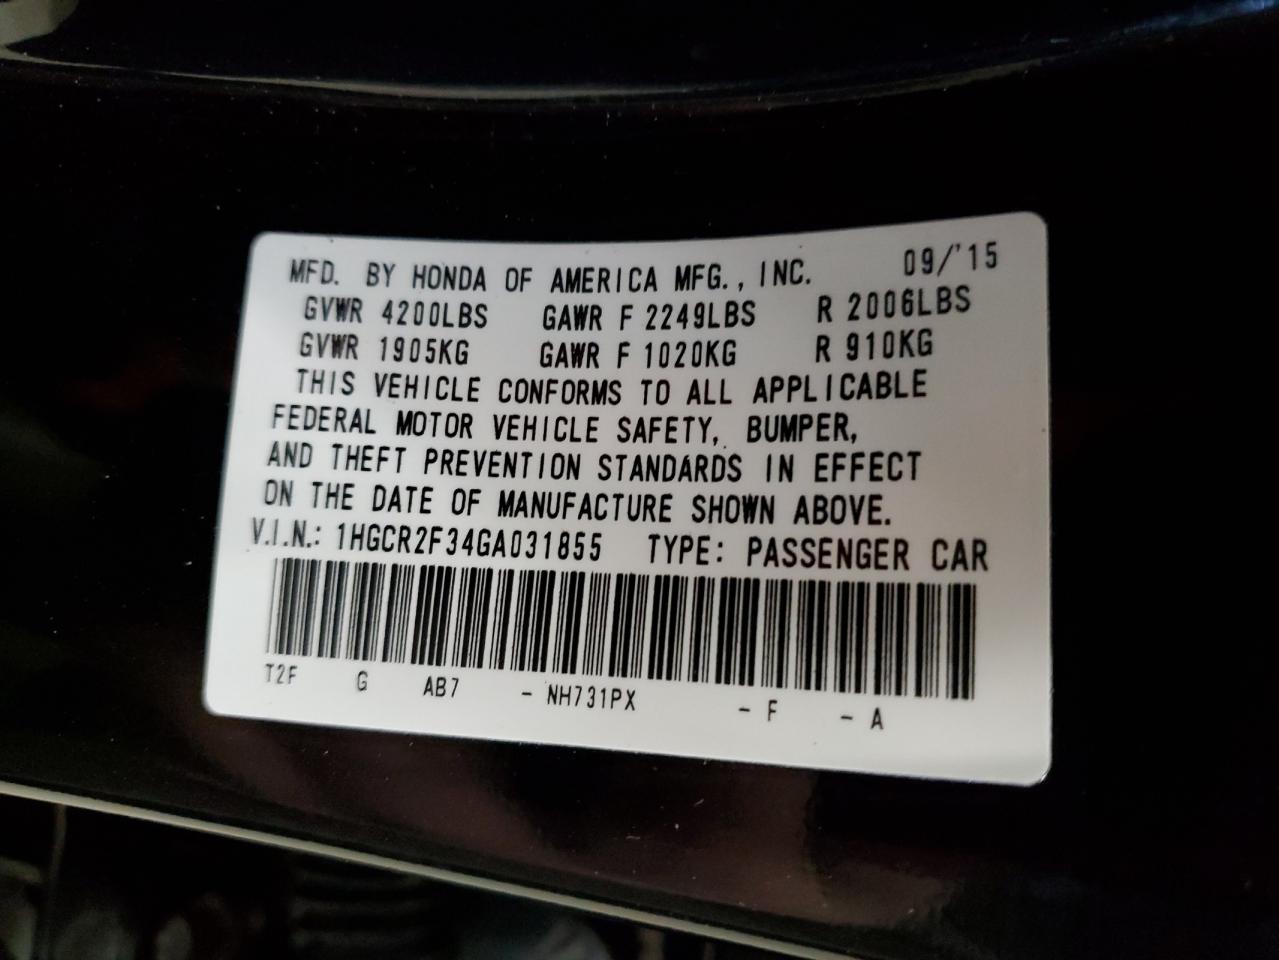 MFD. BY HONDA OF AMERICA MFG., INC. 09/'15
GVWR 4200LBS GAWR F 2249LBS R 2006LBS
GVWR 1905KG GAWR F 1020KG R 910KG
THIS VEHICLE CONFORMS TO ALL APPLICABLE
FEDERAL MOTOR VEHICLE SAFETY, BUMPER,
AND THEFT PREVENTION STANDARDS IN EFFECT
ON THE DATE OF MANUFACTURE SHOWN ABOVE.
V.I.N.: 1HGCR2F34GA031855 TYPE: PASSENGER CAR
T2F G AB7 - NH731PX - F - A